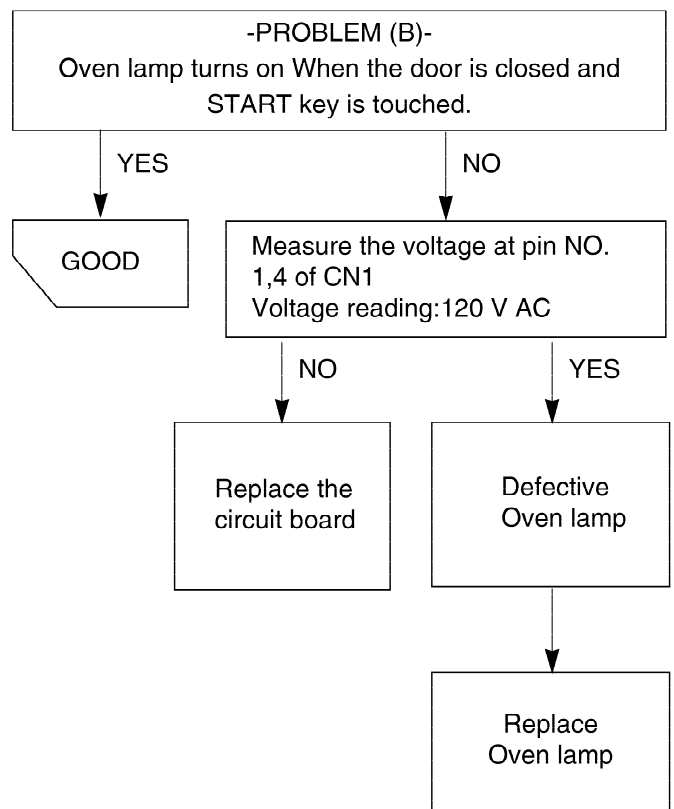 -PROBLEM (B)-
Oven lamp turns on When the door is closed and
START key is touched.
YES
NO
GOOD
Measure the voltage at pin NO.
1,4 of CN1
Voltage reading:120 V AC
NO
YES
Replace the
circuit board
Defective
Oven lamp
Replace
Oven lamp